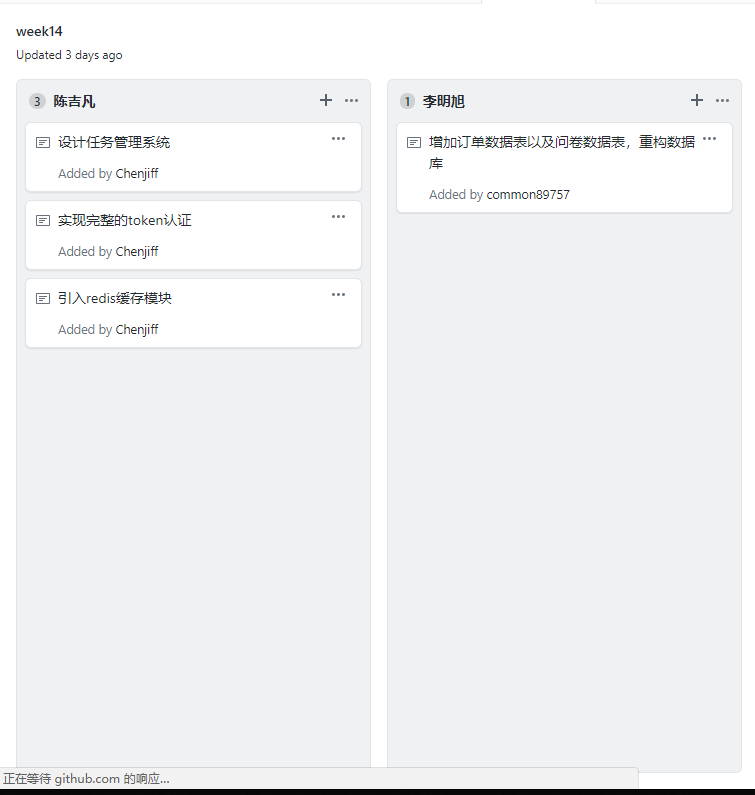 week14
Updated 3 days ago
3 陈吉凡
设计任务管理系统
Added by Chenjiff
实现完整的token认证
Added by Chenjiff
引入redis缓存模块
Added by Chenjiff
1 李明旭
增加订单数据表以及问卷数据表，重构数据
库
Added by common89757
正在等待 github.com 的响应...